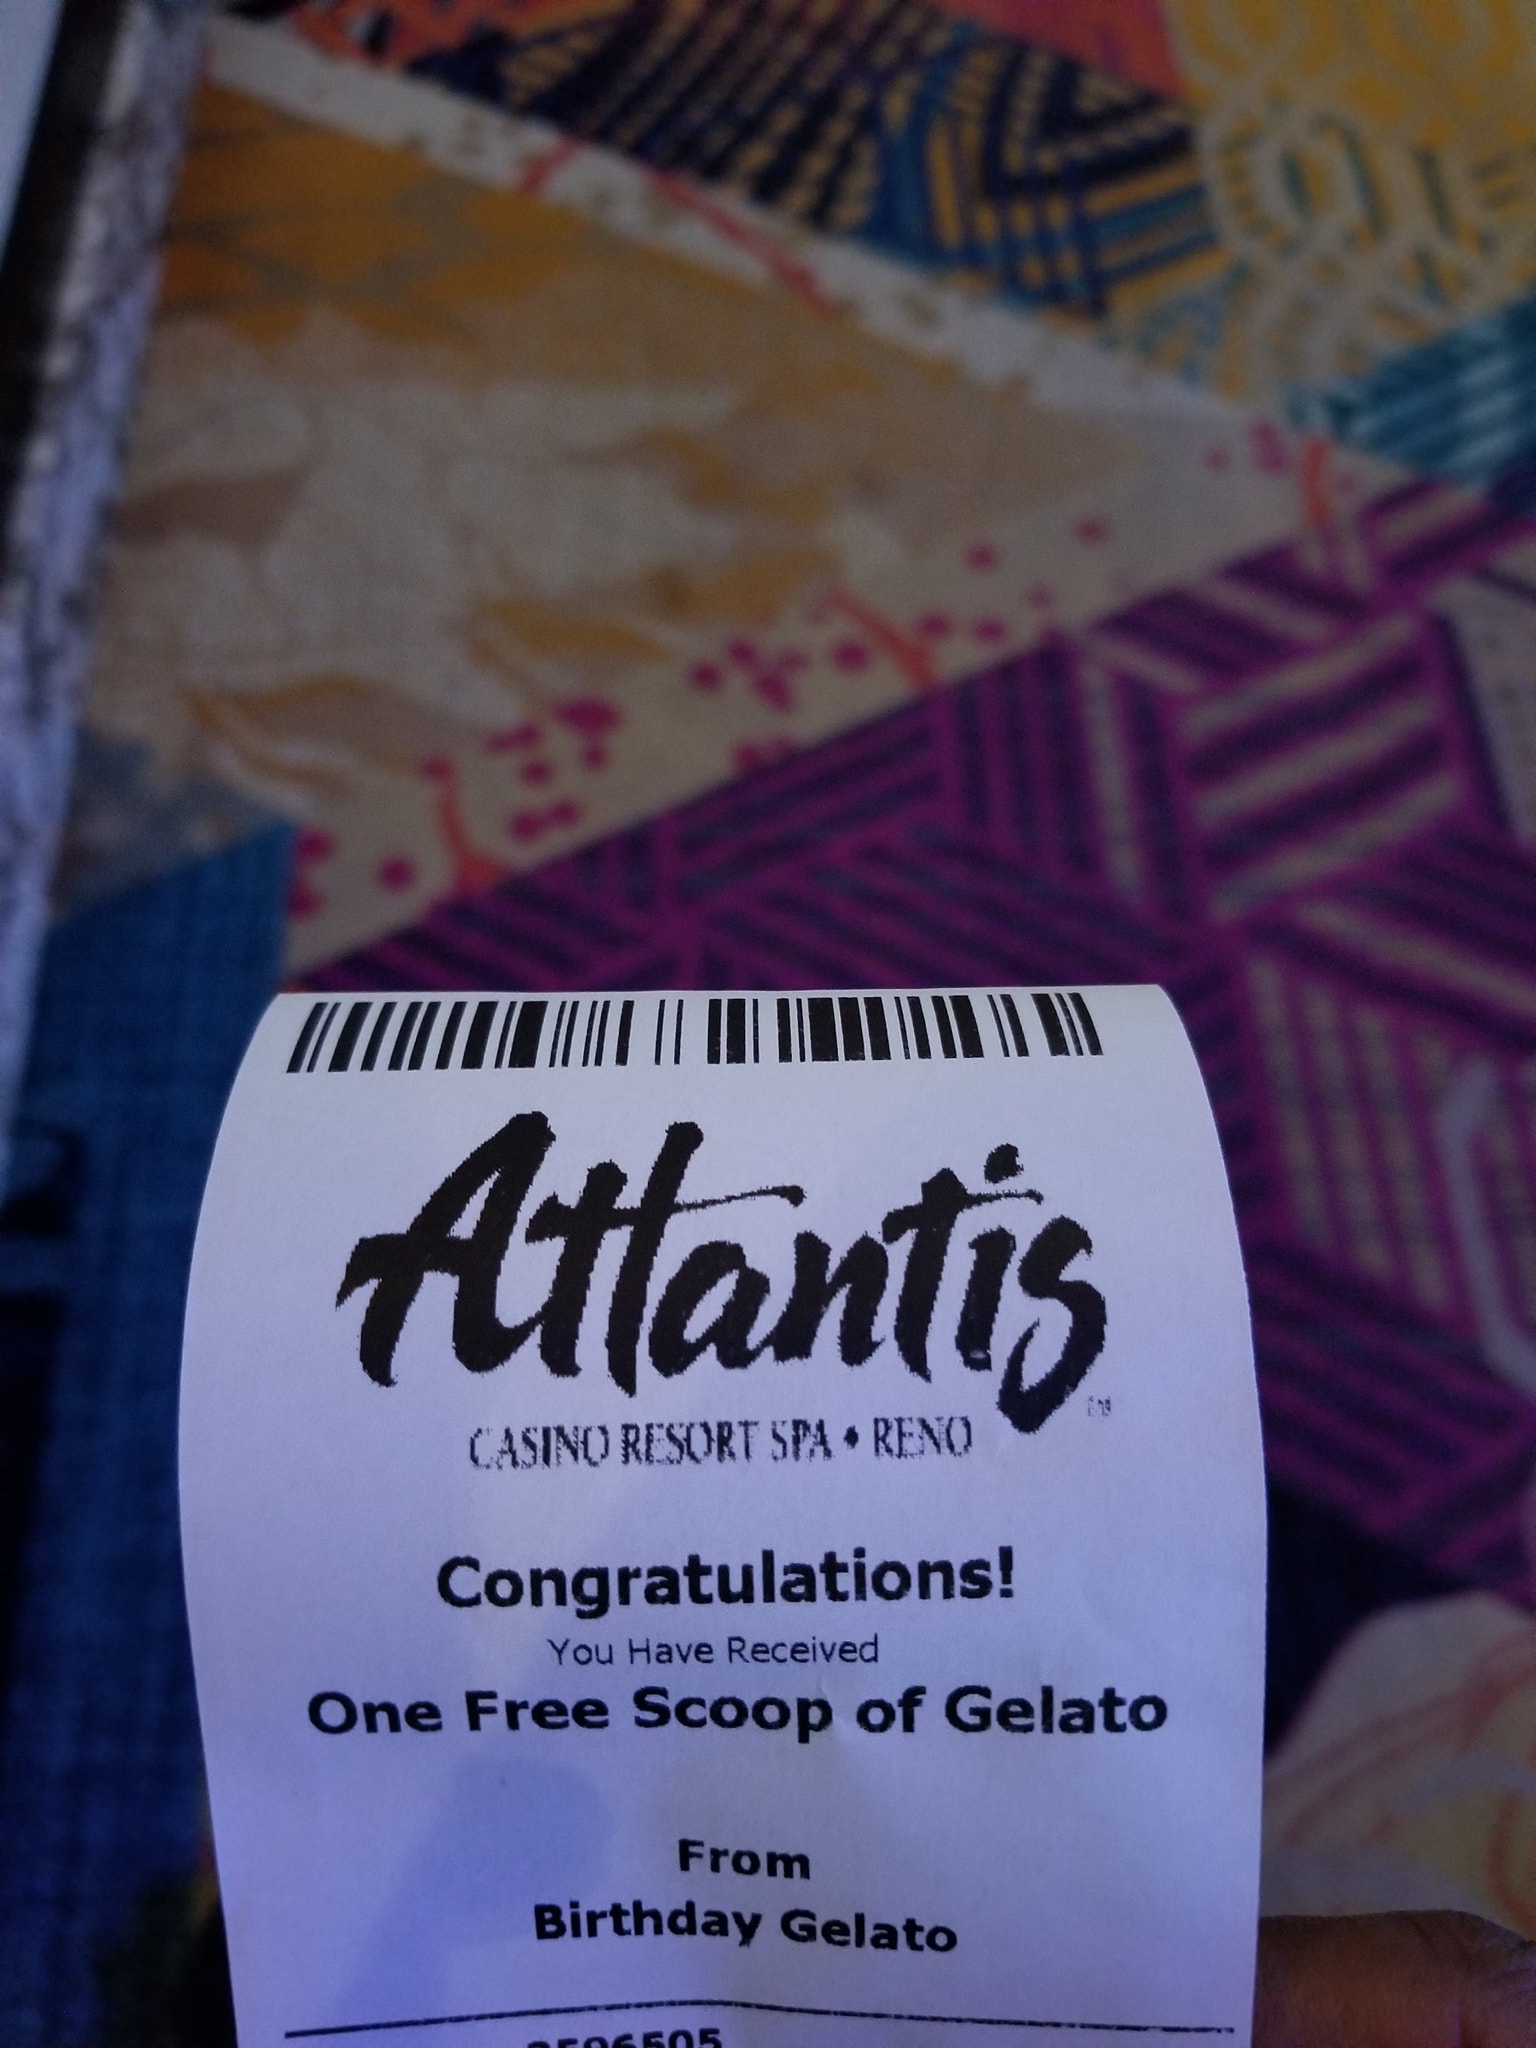 Atlantis
CASINO RESORT SPA • RENO
Congratulations!
You Have Received
One Free Scoop of Gelato
From
Birthday Gelato